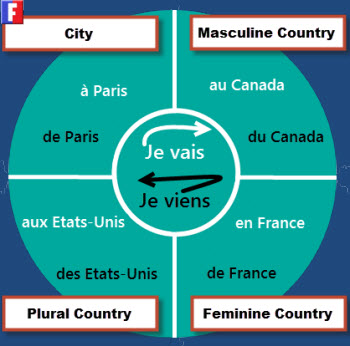 F
City
Masculine Country
à Paris
au Canada
de Paris
du Canada
Je vais
Je viens
aux Etats-Unis
en France
des Etats-Unis
de France
Plural Country
Feminine Country